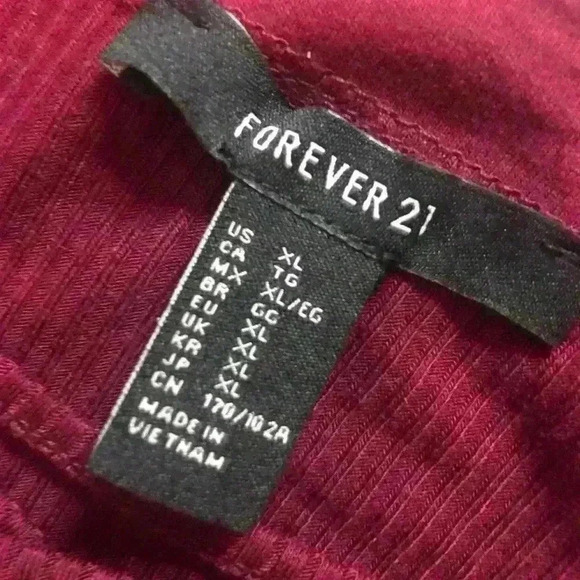 FOREVER 21
US XL
CA TG
MX XL/EG
BR GG
EU XL
UK XL
KR XL
JP XL
CN 170/102A
MADE IN
VIETNAM